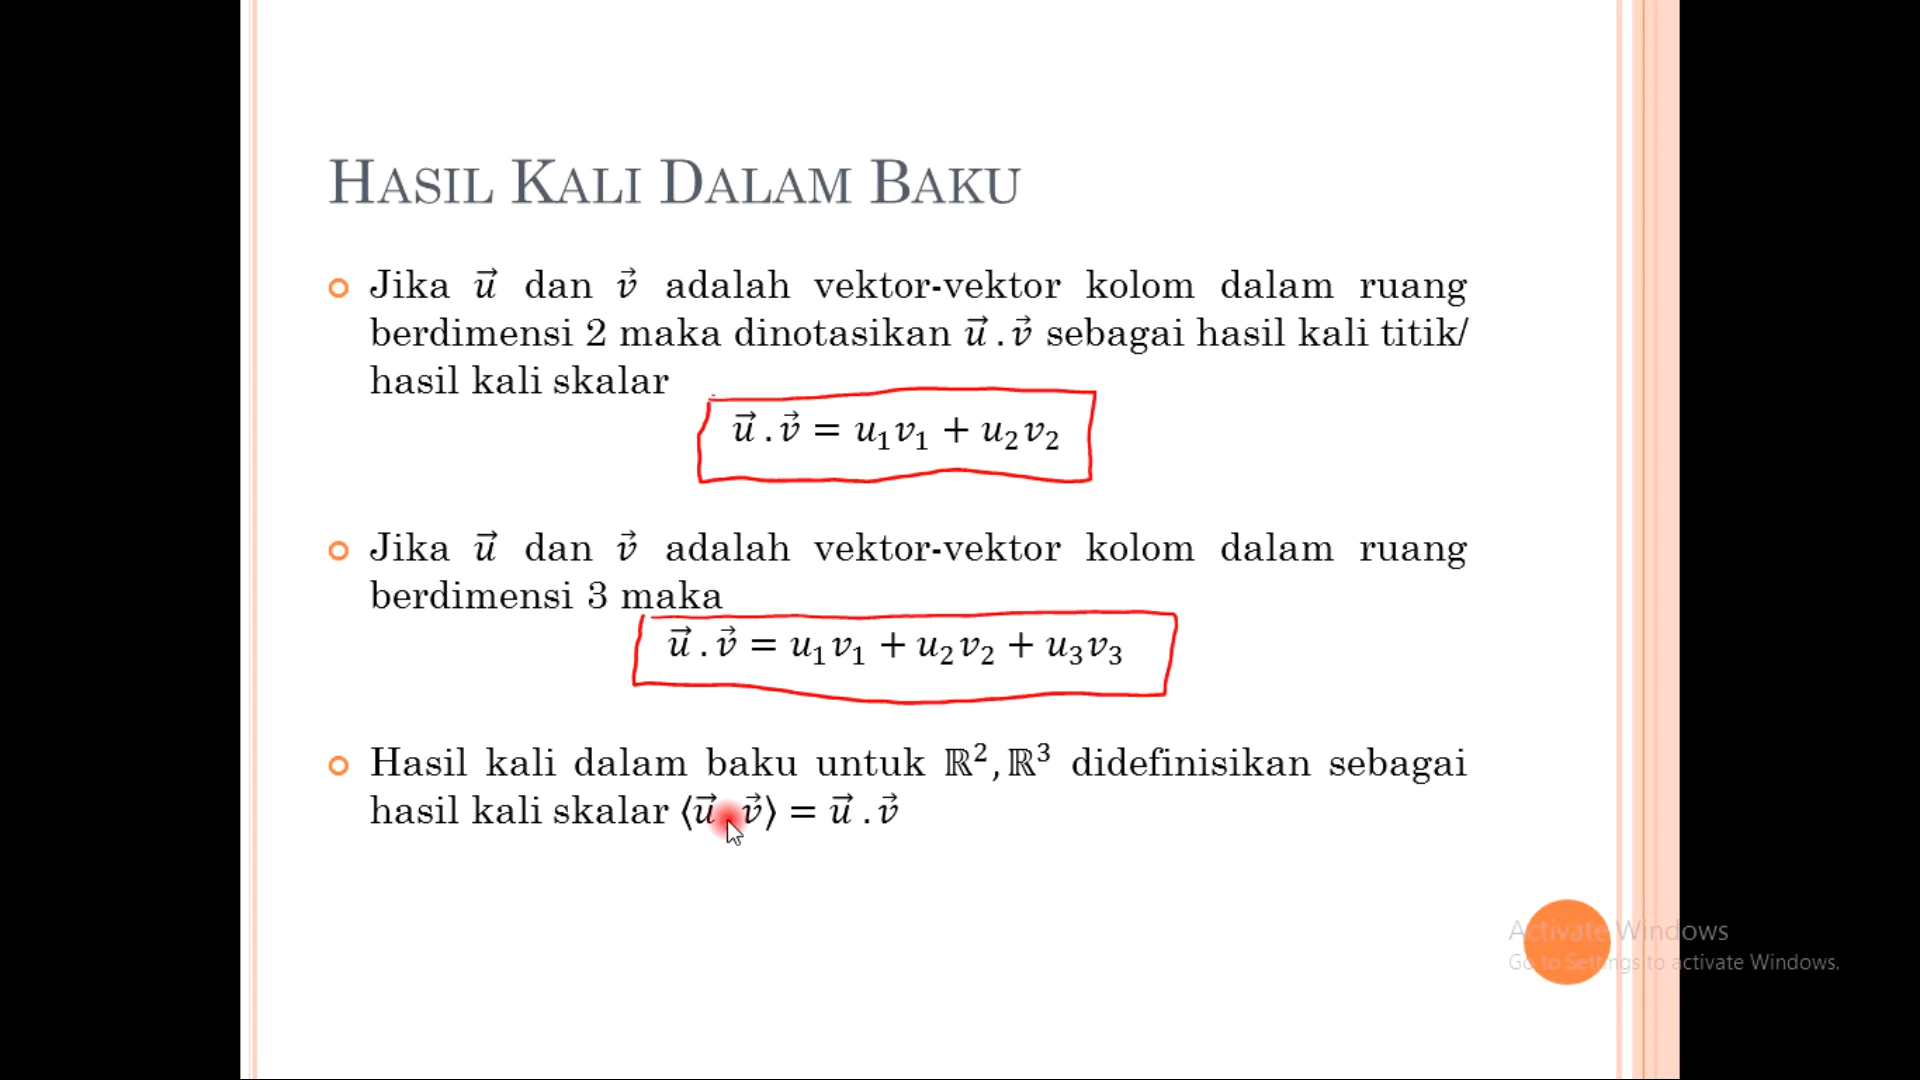 HASIL KALI DALAM BAKU
Jika u⃗ dan v⃗ adalah vektor-vektor kolom dalam ruang
berdimensi 2 maka dinotasikan u⃗ . v⃗ sebagai hasil kali titik/
hasil kali skalar
u⃗ . v⃗ = u₁v₁ + u₂v₂
Jika u⃗ dan v⃗ adalah vektor-vektor kolom dalam ruang
berdimensi 3 maka
u⃗ . v⃗ = u₁v₁ + u₂v₂ + u₃v₃
Hasil kali dalam baku untuk ℝ², ℝ³ didefinisikan sebagai
hasil kali skalar ⟨u⃗ v⃗⟩ = u⃗ . v⃗
Activate Windows
Go to Settings to activate Windows.